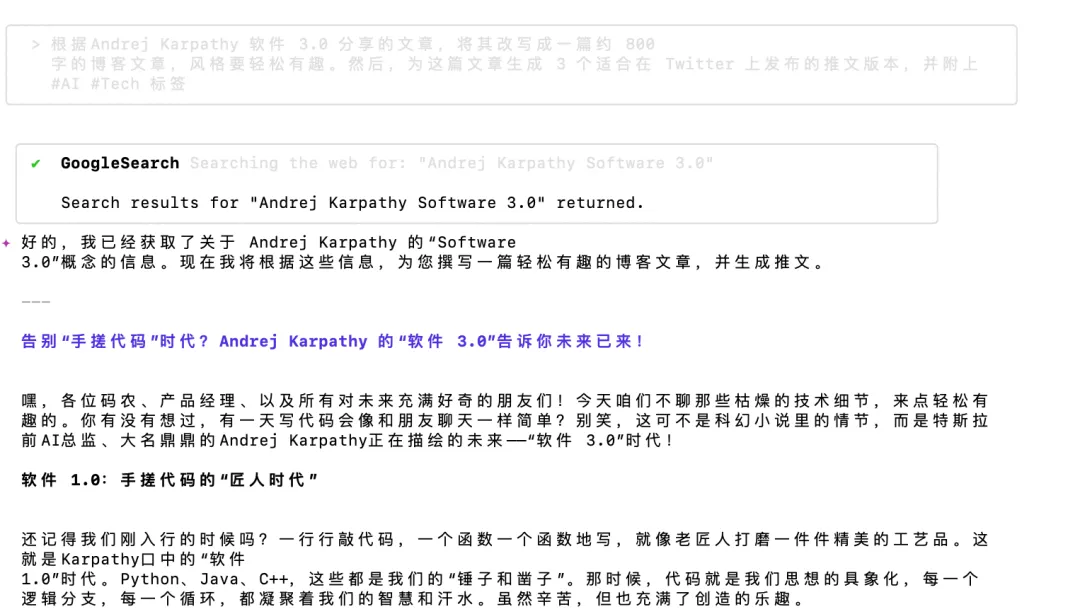 > 根据Andrej Karpathy 软件 3.0 分享的文章，将其改写成一篇约 800
字的博客文章，风格要轻松有趣。然后，为这篇文章生成 3 个适合在 Twitter 上发布的推文版本，并附上
#AI #Tech 标签
✔ GoogleSearch Searching the web for: "Andrej Karpathy Software 3.0"
Search results for "Andrej Karpathy Software 3.0" returned.
✦ 好的，我已经获取了关于 Andrej Karpathy 的“Software
3.0”概念的信息。现在我将根据这些信息，为您撰写一篇轻松有趣的博客文章，并生成推文。
---
告别“手搓代码”时代？Andrej Karpathy 的“软件 3.0”告诉你未来已来！
嘿，各位码农、产品经理、以及所有对未来充满好奇的朋友们！今天咱们不聊那些枯燥的技术细节，来点轻松有
趣的。你有没有想过，有一天写代码会像和朋友聊天一样简单？别笑，这可不是科幻小说里的情节，而是特斯拉
前AI总监、大名鼎鼎的Andrej Karpathy正在描绘的未来——“软件 3.0”时代！
软件 1.0：手搓代码的“匠人时代”
还记得我们刚入行的时候吗？一行行敲代码，一个函数一个函数地写，就像老匠人打磨一件件精美的工艺品。这
就是Karpathy口中的“软件
1.0”时代。Python、Java、C++，这些都是我们的“锤子和凿子”。那时候，代码就是我们思想的具象化，每一个
逻辑分支，每一个循环，都凝聚着我们的智慧和汗水。虽然辛苦，但也充满了创造的乐趣。